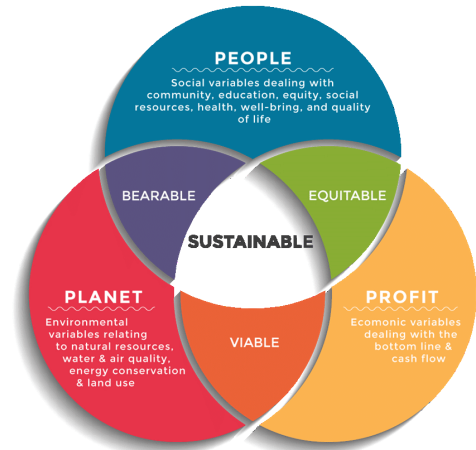 PEOPLE
Social variables dealing with
community, education, equity, social
resources, health, well-bring, and quality
of life
BEARABLE
EQUITABLE
SUSTAINABLE
PLANET
Environmental
variables relating
to natural resources,
water & air quality,
energy conservation
& land use
PROFIT
Ecomonic variables
dealing with the
bottom line &
cash flow
VIABLE